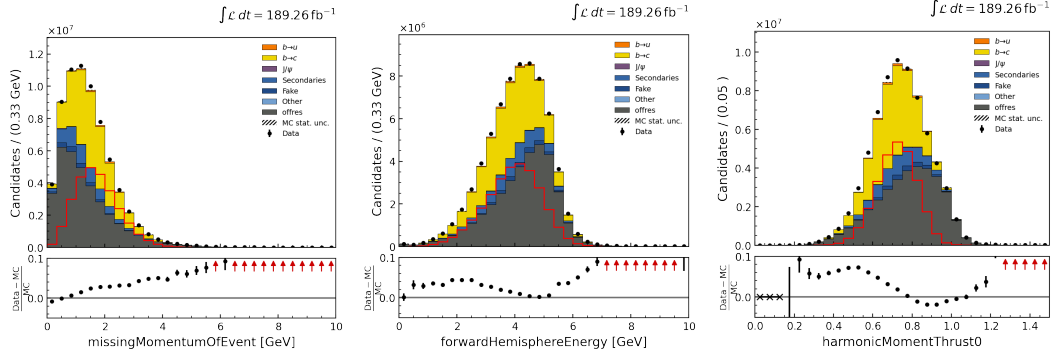 ∫ℒ dt = 189.26 fb⁻¹
×10⁷
1.2
1.0
0.8
0.6
0.4
0.2
0.0
Candidates / (0.33 GeV)
b→u
b→c
J/ψ
Secondaries
Fake
Other
offres
MC stat. unc.
Data
0.1
0.0
Data − MC
MC
0 2 4 6 8 10
missingMomentumOfEvent [GeV]
∫ℒ dt = 189.26 fb⁻¹
×10⁶
8
6
4
2
0
Candidates / (0.33 GeV)
b→u
b→c
J/ψ
Secondaries
Fake
Other
offres
MC stat. unc.
Data
0.1
0.0
Data − MC
MC
0 2 4 6 8 10
forwardHemisphereEnergy [GeV]
∫ℒ dt = 189.26 fb⁻¹
×10⁷
1.0
0.8
0.6
0.4
0.2
0.0
Candidates / (0.05 )
b→u
b→c
J/ψ
Secondaries
Fake
Other
offres
MC stat. unc.
Data
0.1
0.0
Data − MC
MC
0.0 0.2 0.4 0.6 0.8 1.0 1.2 1.4
harmonicMomentThrust0